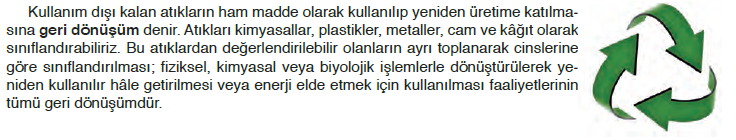 Kullanım dışı kalan atıkların ham madde olarak kullanılıp yeniden üretime katılma-
sına geri dönüşüm denir. Atıkları kimyasallar, plastikler, metaller, cam ve kâğıt olarak
sınıflandırabiliriz. Bu atıklardan değerlendirilebilir olanların ayrı toplanarak cinslerine
göre sınıflandırılması; fiziksel, kimyasal veya biyolojik işlemlerle dönüştürülerek ye-
niden kullanılır hâle getirilmesi veya enerji elde etmek için kullanılması faaliyetlerinin
tümü geri dönüşümdür.